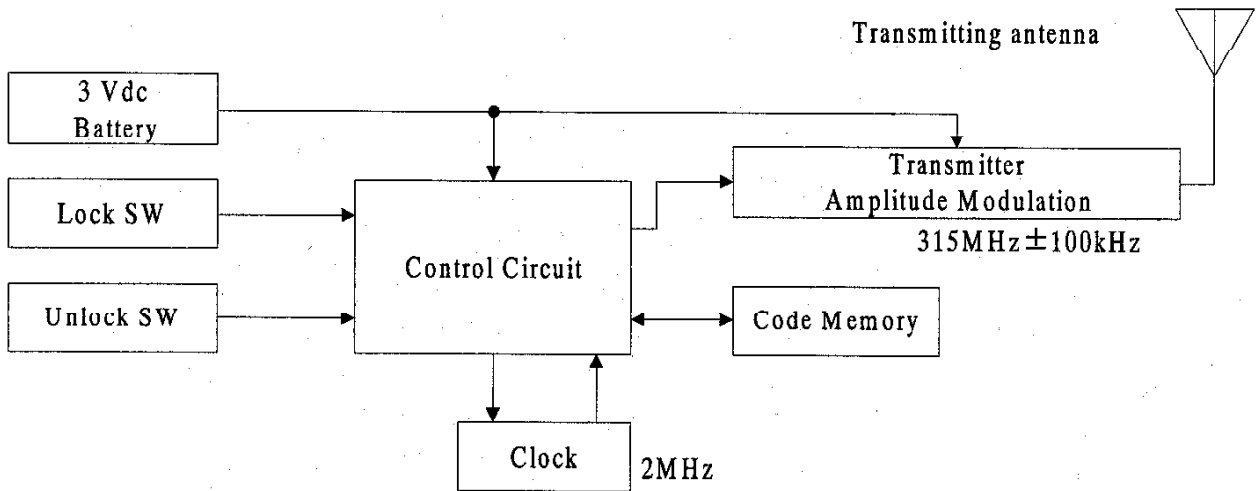 Transmitting antenna
3 Vdc
Battery
Transmitter
Amplitude Modulation
315MHz±100kHz
Lock SW
Control Circuit
Unlock SW
Code Memory
Clock
2MHz